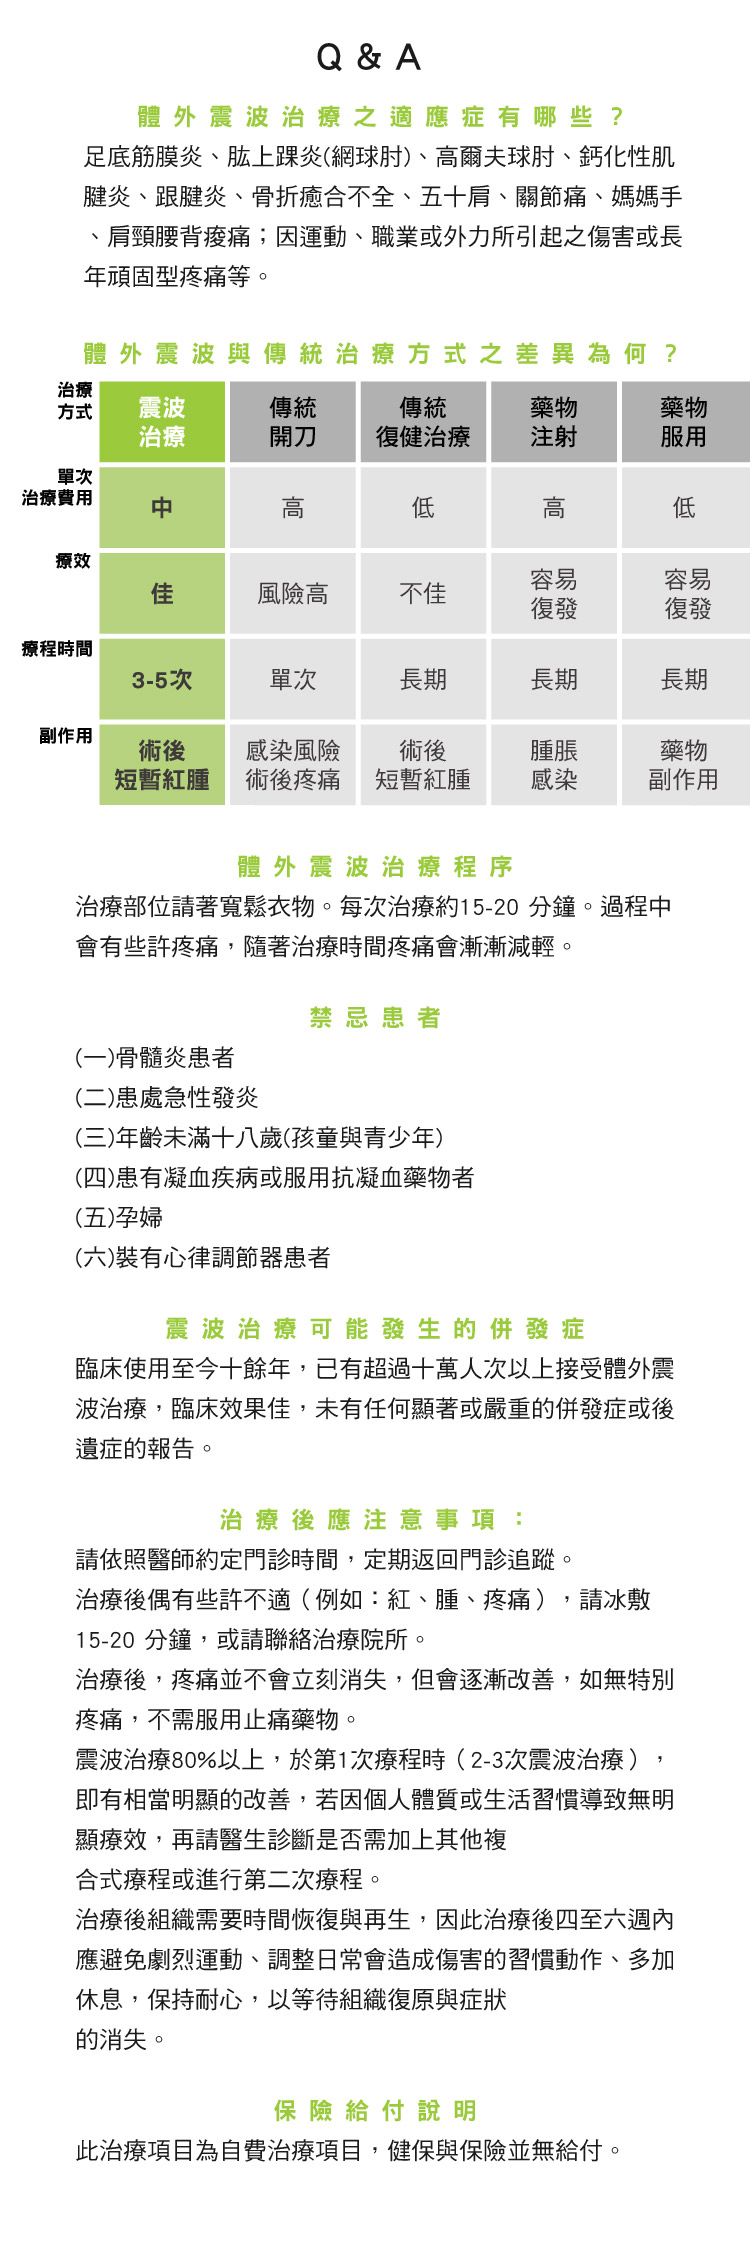 Q & A
體外震波治療之適應症有哪些？
足底筋膜炎、肱上踝炎(網球肘)、高爾夫球肘、鈣化性肌
腱炎、跟腱炎、骨折癒合不全、五十肩、關節痛、媽媽手
、肩頸腰背痠痛；因運動、職業或外力所引起之傷害或長
年頑固型疼痛等。
體外震波與傳統治療方式之差異為何？
治療
方式
震波
治療
傳統
開刀
傳統
復健治療
藥物
注射
藥物
服用
單次
治療費用
中
高
低
高
低
療效
佳
風險高
不佳
容易
復發
容易
復發
療程時間
3-5次
單次
長期
長期
長期
副作用
術後
短暫紅腫
感染風險
術後疼痛
術後
短暫紅腫
腫脹
感染
藥物
副作用
體外震波治療程序
治療部位請著寬鬆衣物。每次治療約15-20 分鐘。過程中
會有些許疼痛，隨著治療時間疼痛會漸漸減輕。
禁忌患者
(一)骨髓炎患者
(二)患處急性發炎
(三)年齡未滿十八歲(孩童與青少年)
(四)患有凝血疾病或服用抗凝血藥物者
(五)孕婦
(六)裝有心律調節器患者
震波治療可能發生的併發症
臨床使用至今十餘年，已有超過十萬人次以上接受體外震
波治療，臨床效果佳，未有任何顯著或嚴重的併發症或後
遺症的報告。
治療後應注意事項：
請依照醫師約定門診時間，定期返回門診追蹤。
治療後偶有些許不適（例如：紅、腫、疼痛），請冰敷
15-20 分鐘，或請聯絡治療院所。
治療後，疼痛並不會立刻消失，但會逐漸改善，如無特別
疼痛，不需服用止痛藥物。
震波治療80%以上，於第1次療程時（2-3次震波治療），
即有相當明顯的改善，若因個人體質或生活習慣導致無明
顯療效，再請醫生診斷是否需加上其他複
合式療程或進行第二次療程。
治療後組織需要時間恢復與再生，因此治療後四至六週內
應避免劇烈運動、調整日常會造成傷害的習慣動作、多加
休息，保持耐心，以等待組織復原與症狀
的消失。
保險給付說明
此治療項目為自費治療項目，健保與保險並無給付。